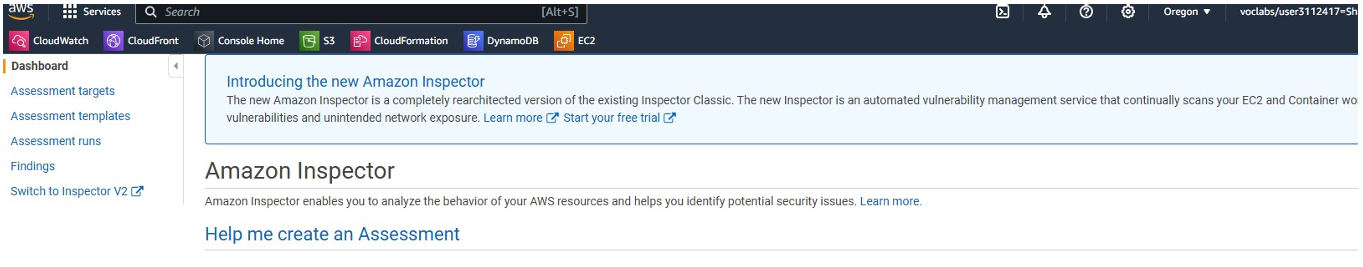 aws Services Search [Alt+S] Oregon voclabs/user3112417=Sh
CloudWatch CloudFront Console Home S3 CloudFormation DynamoDB EC2
Dashboard
Assessment targets
Assessment templates
Assessment runs
Findings
Switch to Inspector V2
Introducing the new Amazon Inspector
The new Amazon Inspector is a completely rearchitected version of the existing Inspector Classic. The new Inspector is an automated vulnerability management service that continually scans your EC2 and Container wo
vulnerabilities and unintended network exposure. Learn more Start your free trial
Amazon Inspector
Amazon Inspector enables you to analyze the behavior of your AWS resources and helps you identify potential security issues. Learn more.
Help me create an Assessment